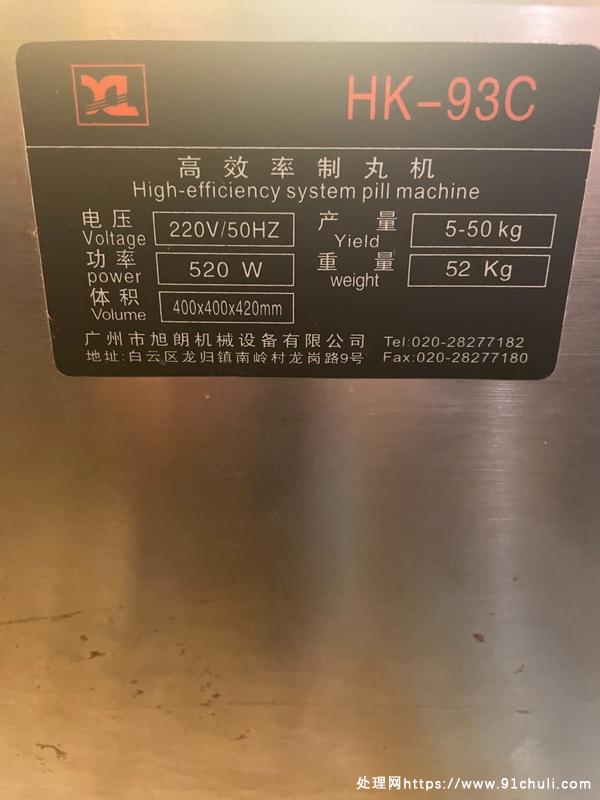 HK-93C
高效率制丸机
High-efficiency system pill machine
电压 220V/50HZ 产量 5-50kg
Voltage Yield
功率 520 W 重量 52 Kg
power weight
体积 400x400x420mm
Volume
广州市旭朗机械设备有限公司 Tel:020-28277182
地址:白云区龙归镇南岭村龙岗路9号 Fax:020-28277180
处理网https://www.91chuli.com/